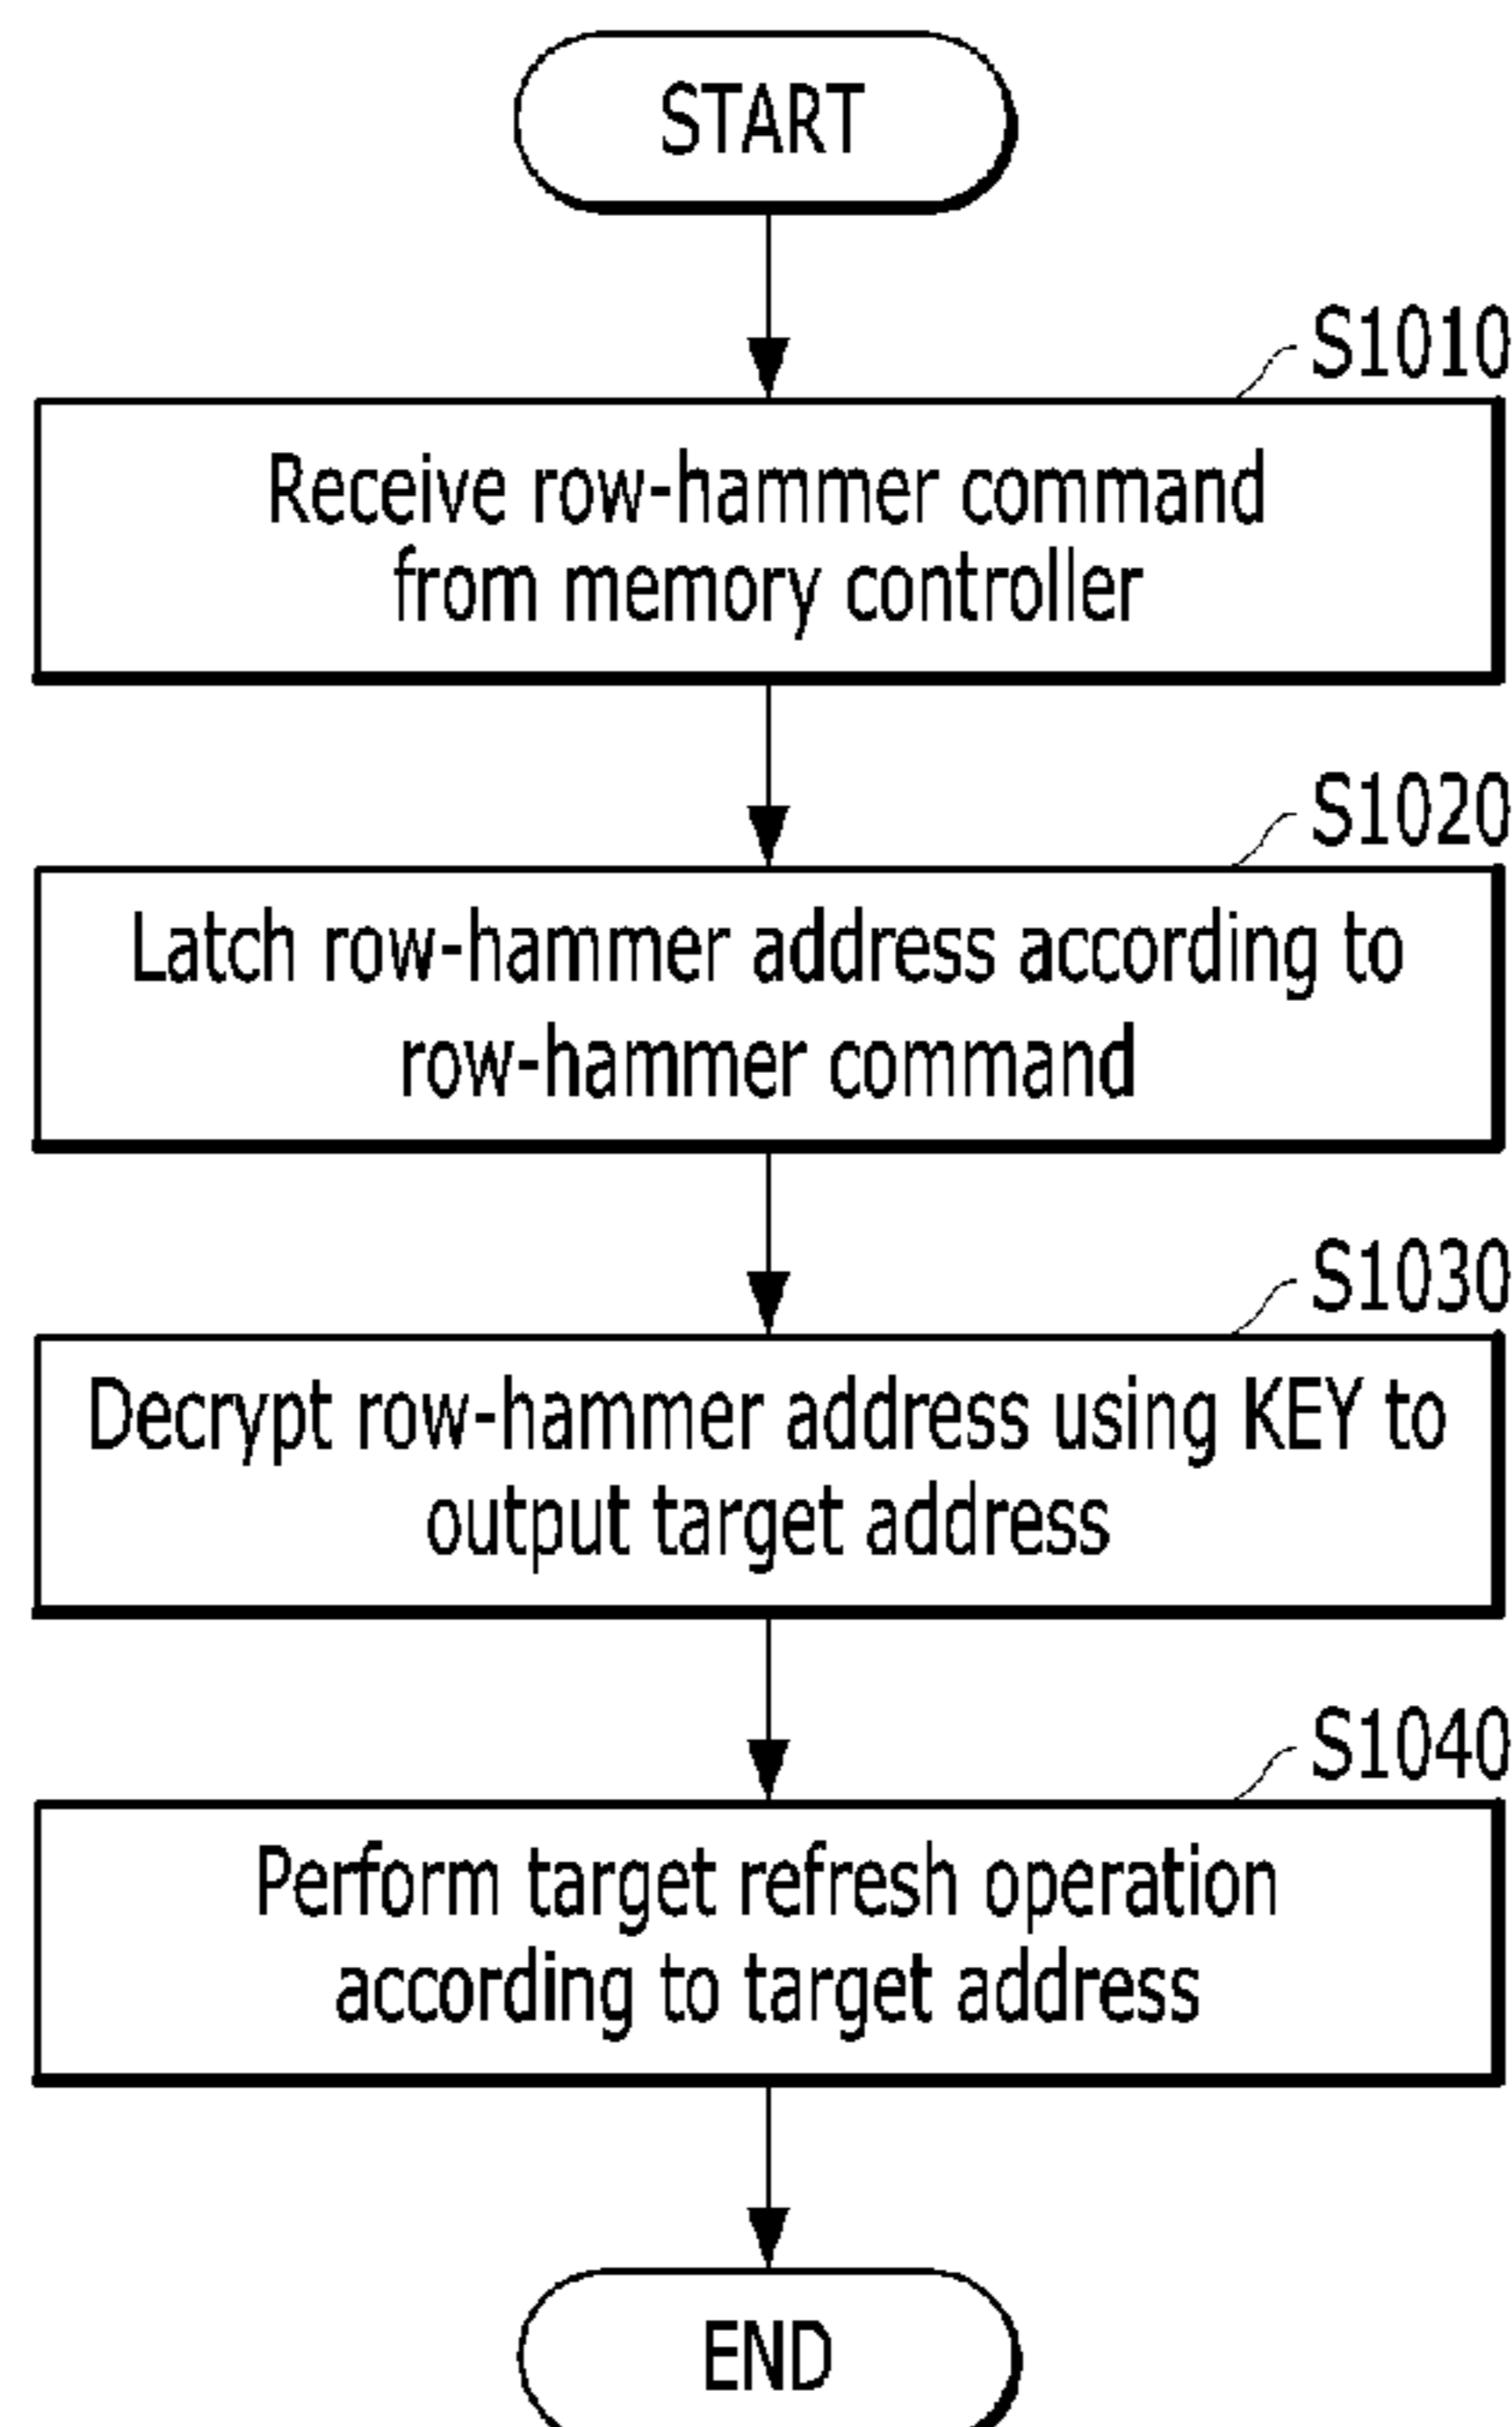 START
S1010
Receive row-hammer command
from memory controller
S1020
Latch row-hammer address according to
row-hammer command
S1030
Decrypt row-hammer address using KEY to
output target address
S1040
Perform target refresh operation
according to target address
END